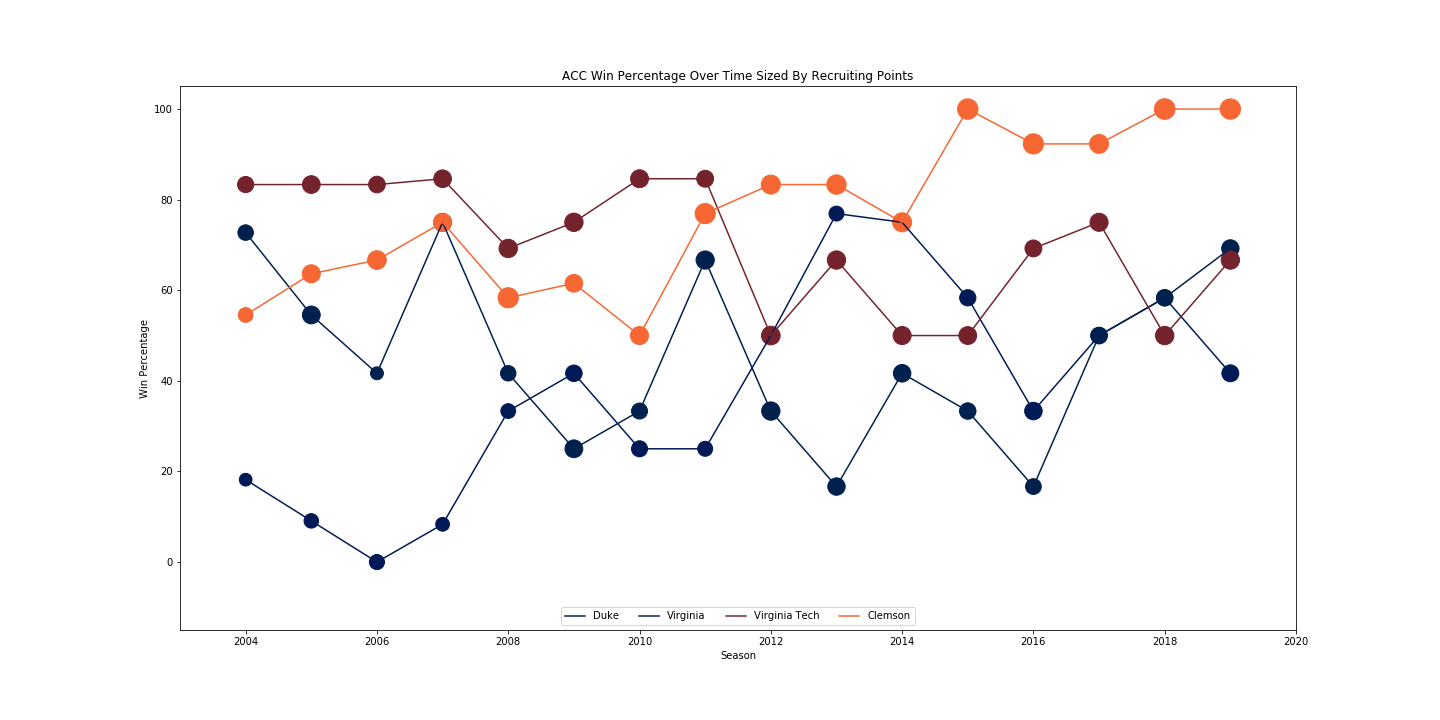 ACC Win Percentage Over Time Sized By Recruiting Points
100
80
60
40
20
0
Win Percentage
Duke Virginia Virginia Tech Clemson
2004 2006 2008 2010 2012 2014 2016 2018 2020
Season